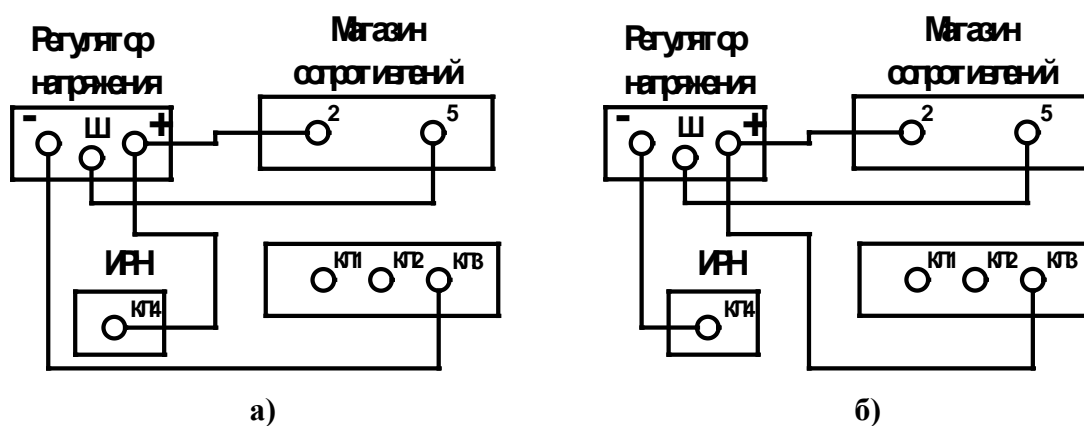 Регулятор
напряжения
Магазин
сопротивлений
- Ш +
2 5
ИРН
КП4
КП1 КП2 КП3
а)
Регулятор
напряжения
Магазин
сопротивлений
- Ш +
2 5
ИРН
КП4
КП1 КП2 КП3
б)